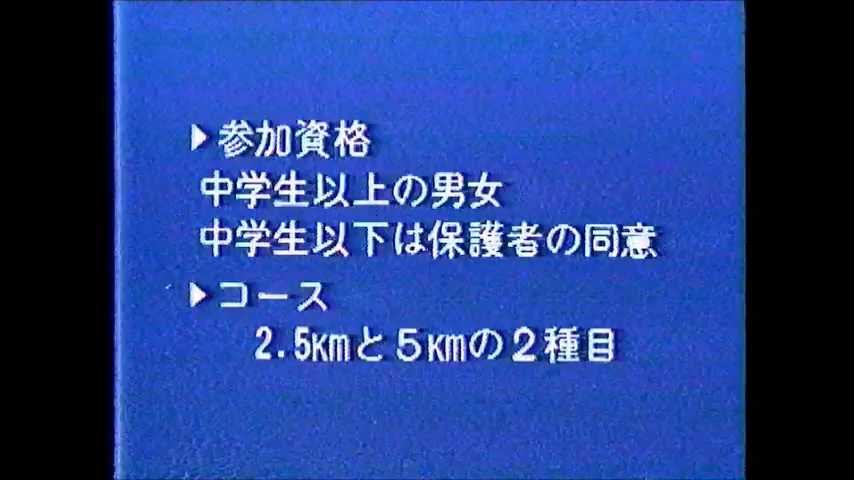 ▶参加資格
中学生以上の男女
中学生以下は保護者の同意
▶コース
2.5kmと5kmの2種目